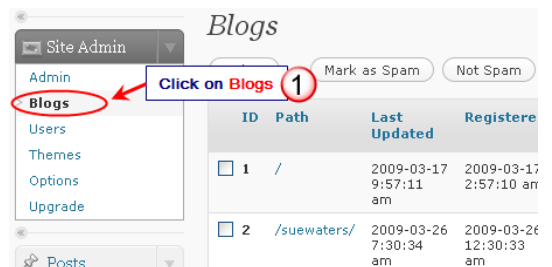 Blogs
Site Admin
Admin
Blogs
Users
Themes
Options
Upgrade
Posts
Click on Blogs 1
Mark as Spam
Not Spam
ID Path Last Updated Registere
1 / 2009-03-17 9:57:11 am 2009-03-17 2:57:10 am
2 /suewaters/ 2009-03-26 7:30:34 am 2009-03-26 12:30:33 am